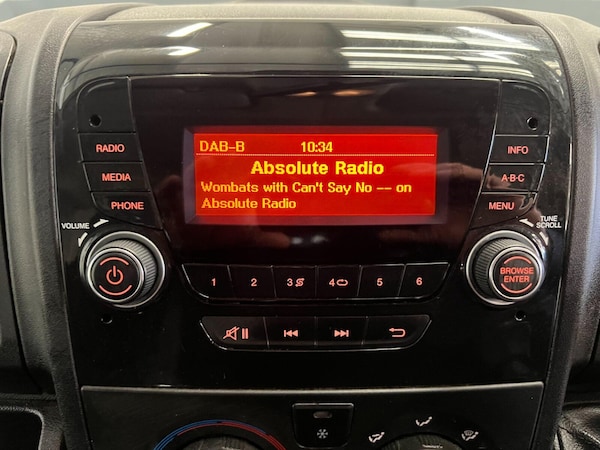 DAB-B 10:34
Absolute Radio
Wombats with Can't Say No -- on
Absolute Radio
RADIO
MEDIA
PHONE
VOLUME
INFO
A·B·C
MENU
TUNE
SCROLL
BROWSE
ENTER
1 2 3 4 5 6